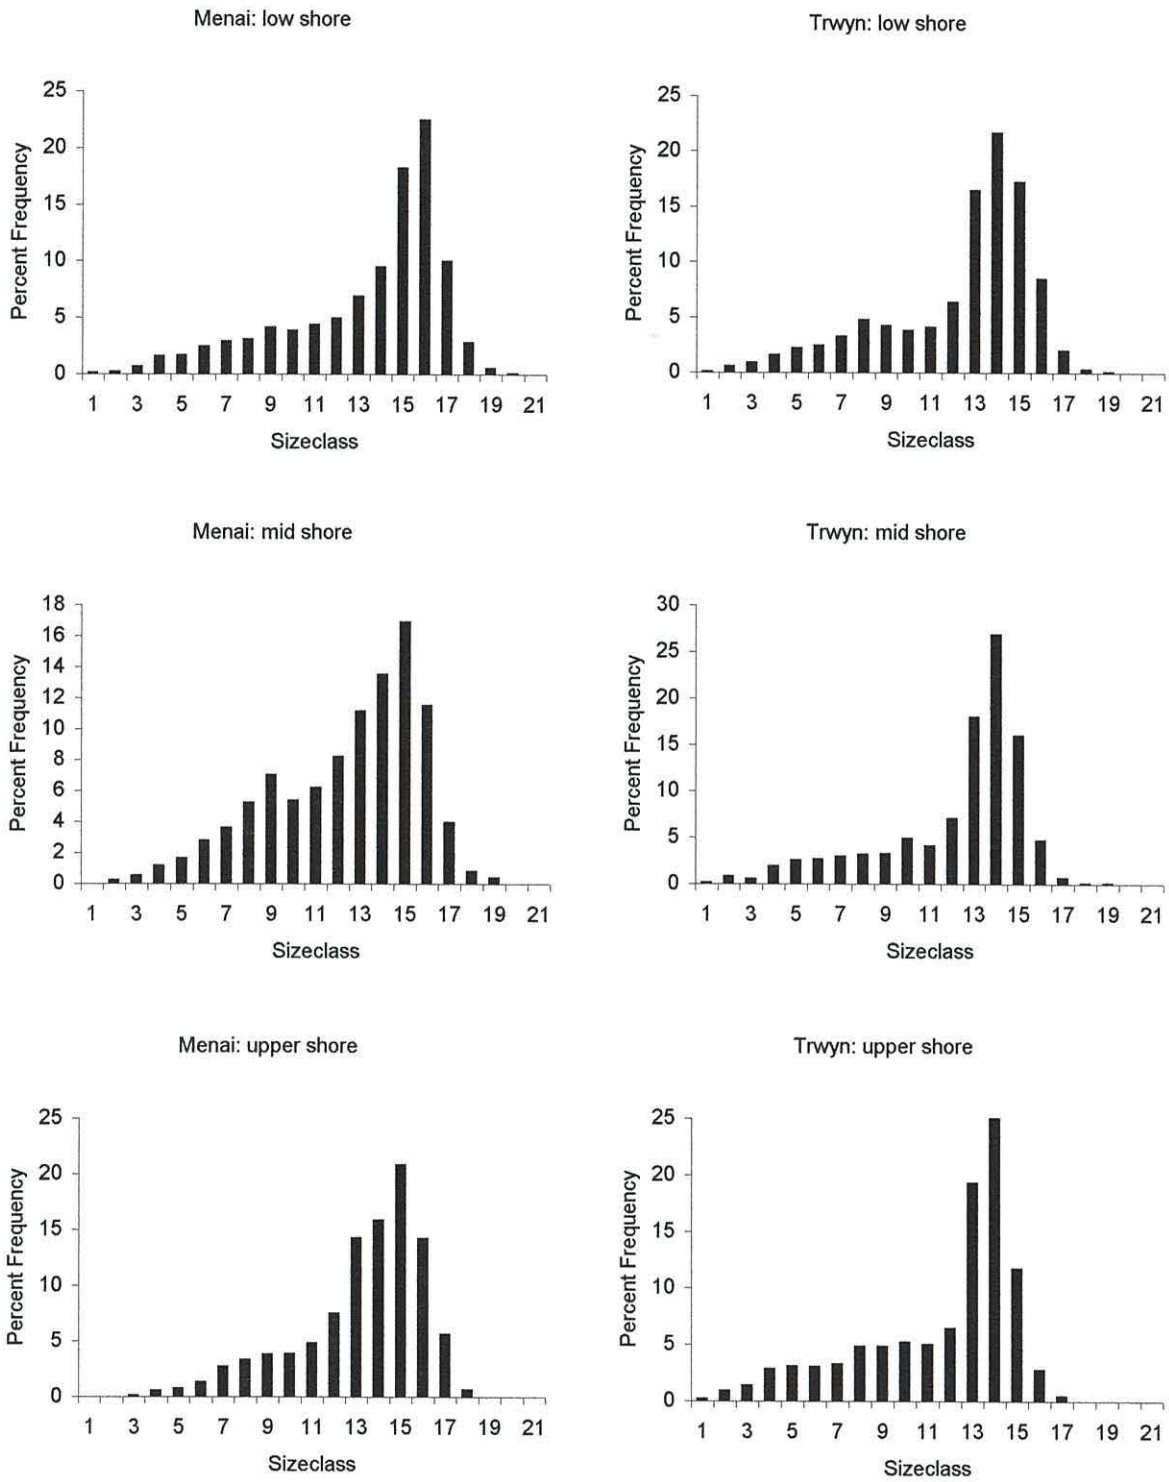 Menai: low shore
Percent Frequency
25
20
15
10
5
0
1 3 5 7 9 11 13 15 17 19 21
Sizeclass
Trwyn: low shore
Percent Frequency
25
20
15
10
5
0
1 3 5 7 9 11 13 15 17 19 21
Sizeclass
Menai: mid shore
Percent Frequency
18
16
14
12
10
8
6
4
2
0
1 3 5 7 9 11 13 15 17 19 21
Sizeclass
Trwyn: mid shore
Percent Frequency
30
25
20
15
10
5
0
1 3 5 7 9 11 13 15 17 19 21
Sizeclass
Menai: upper shore
Percent Frequency
25
20
15
10
5
0
1 3 5 7 9 11 13 15 17 19 21
Sizeclass
Trwyn: upper shore
Percent Frequency
25
20
15
10
5
0
1 3 5 7 9 11 13 15 17 19 21
Sizeclass